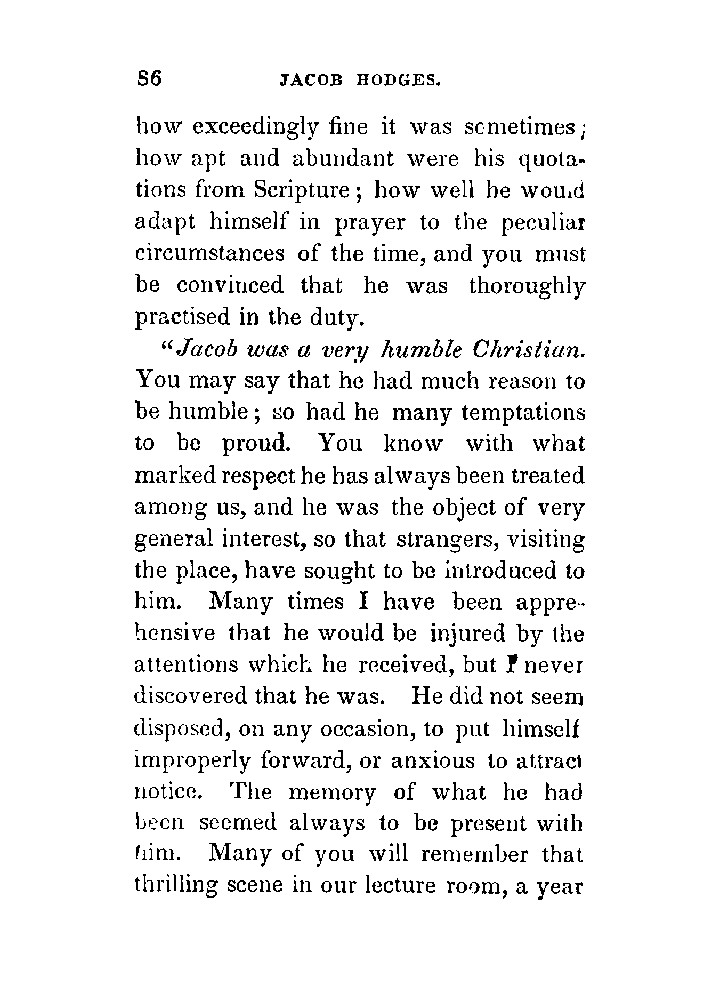 86 JACOB HODGES.
how exceedingly fine it was sometimes;
how apt and abundant were his quota-
tions from Scripture; how well he would
adapt himself in prayer to the peculiar
circumstances of the time, and you must
be convinced that he was thoroughly
practised in the duty.
"Jacob was a very humble Christian.
You may say that he had much reason to
be humble; so had he many temptations
to be proud. You know with what
marked respect he has always been treated
among us, and he was the object of very
general interest, so that strangers, visiting
the place, have sought to be introduced to
him. Many times I have been appre-
hensive that he would be injured by the
attentions which he received, but I never
discovered that he was. He did not seem
disposed, on any occasion, to put himself
improperly forward, or anxious to attract
notice. The memory of what he had
been seemed always to be present with
him. Many of you will remember that
thrilling scene in our lecture room, a year